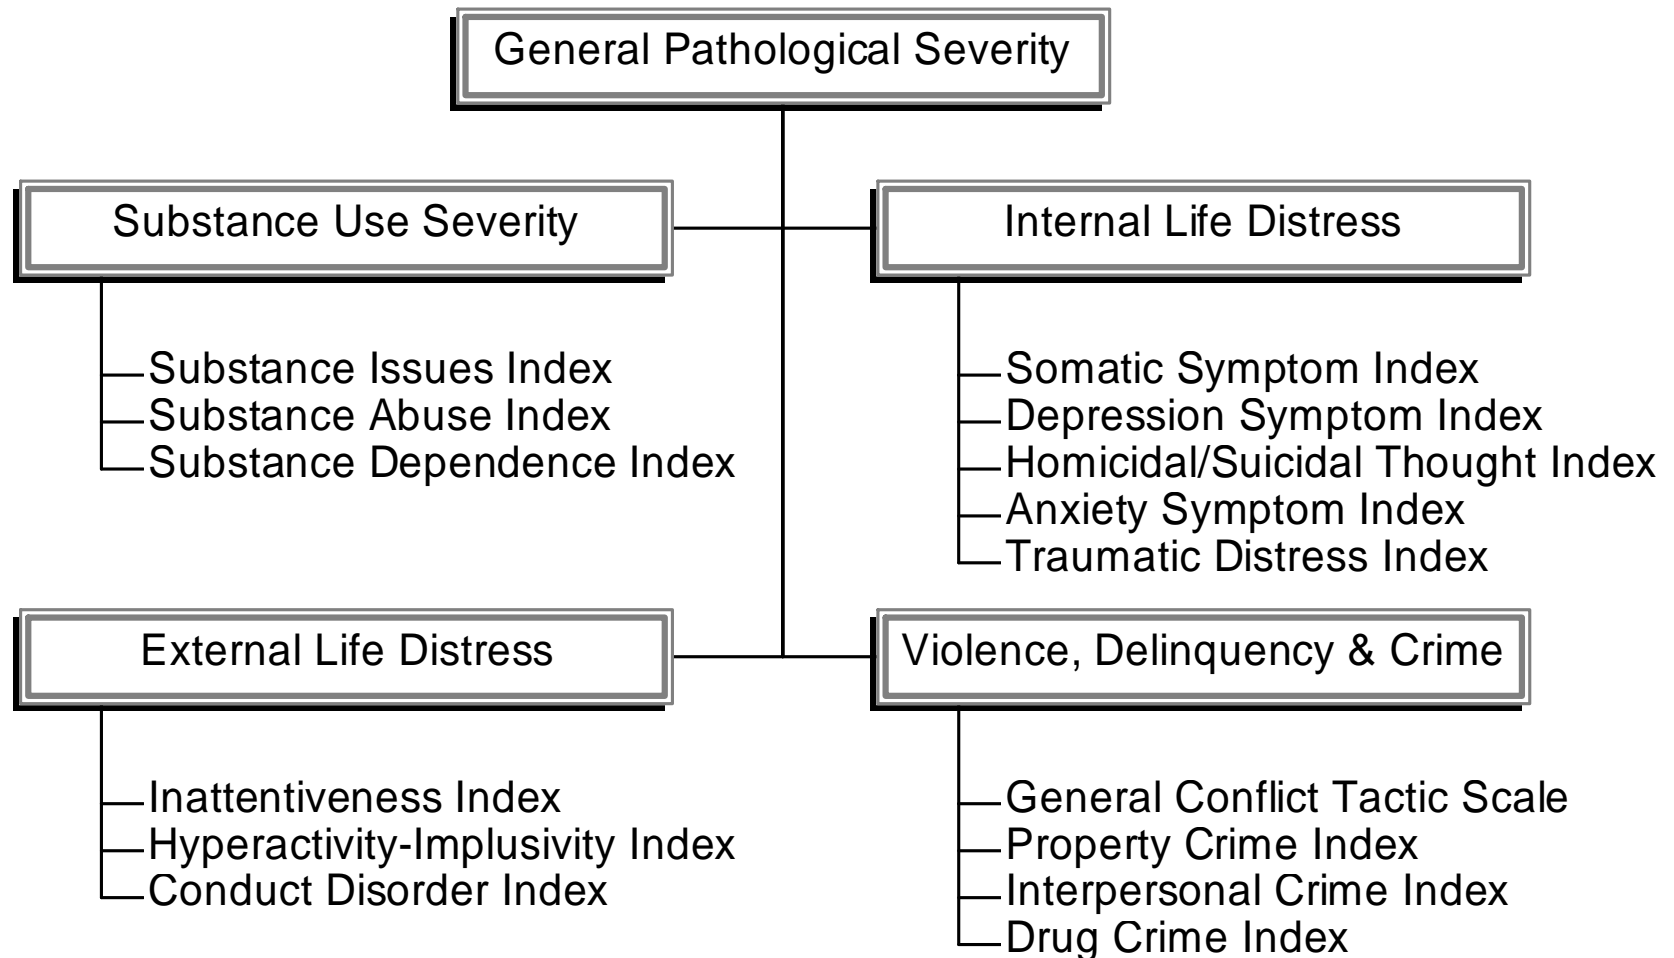 General Pathological Severity
Substance Use Severity
Substance Issues Index
Substance Abuse Index
Substance Dependence Index
Internal Life Distress
Somatic Symptom Index
Depression Symptom Index
Homicidal/Suicidal Thought Index
Anxiety Symptom Index
Traumatic Distress Index
External Life Distress
Inattentiveness Index
Hyperactivity-Implusivity Index
Conduct Disorder Index
Violence, Delinquency & Crime
General Conflict Tactic Scale
Property Crime Index
Interpersonal Crime Index
Drug Crime Index